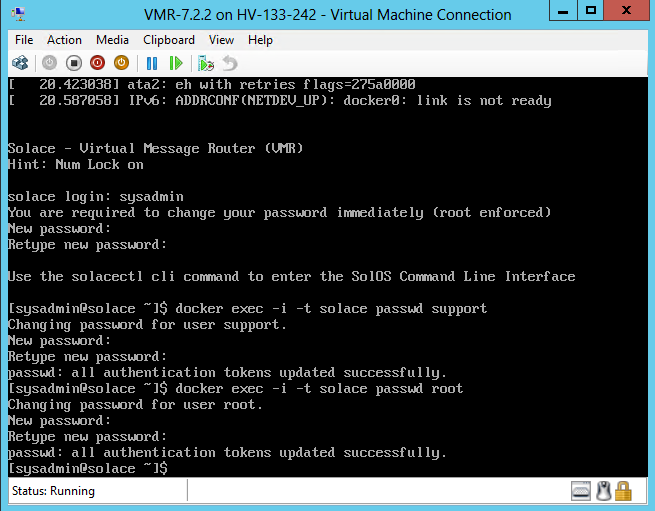 VMR-7.2.2 on HV-133-242 - Virtual Machine Connection
File Action Media Clipboard View Help
[   20.423038] ata2: eh with retries flags=275a0000
[   20.587058] IPv6: ADDRCONF(NETDEV_UP): docker0: link is not ready
Solace - Virtual Message Router (VMR)
Hint: Num Lock on
solace login: sysadmin
You are required to change your password immediately (root enforced)
New password:
Retype new password:
Use the solacectl cli command to enter the SolOS Command Line Interface
[sysadmin@solace ~]$ docker exec -i -t solace passwd support
Changing password for user support.
New password:
Retype new password:
passwd: all authentication tokens updated successfully.
[sysadmin@solace ~]$ docker exec -i -t solace passwd root
Changing password for user root.
New password:
Retype new password:
passwd: all authentication tokens updated successfully.
[sysadmin@solace ~]$
Status: Running